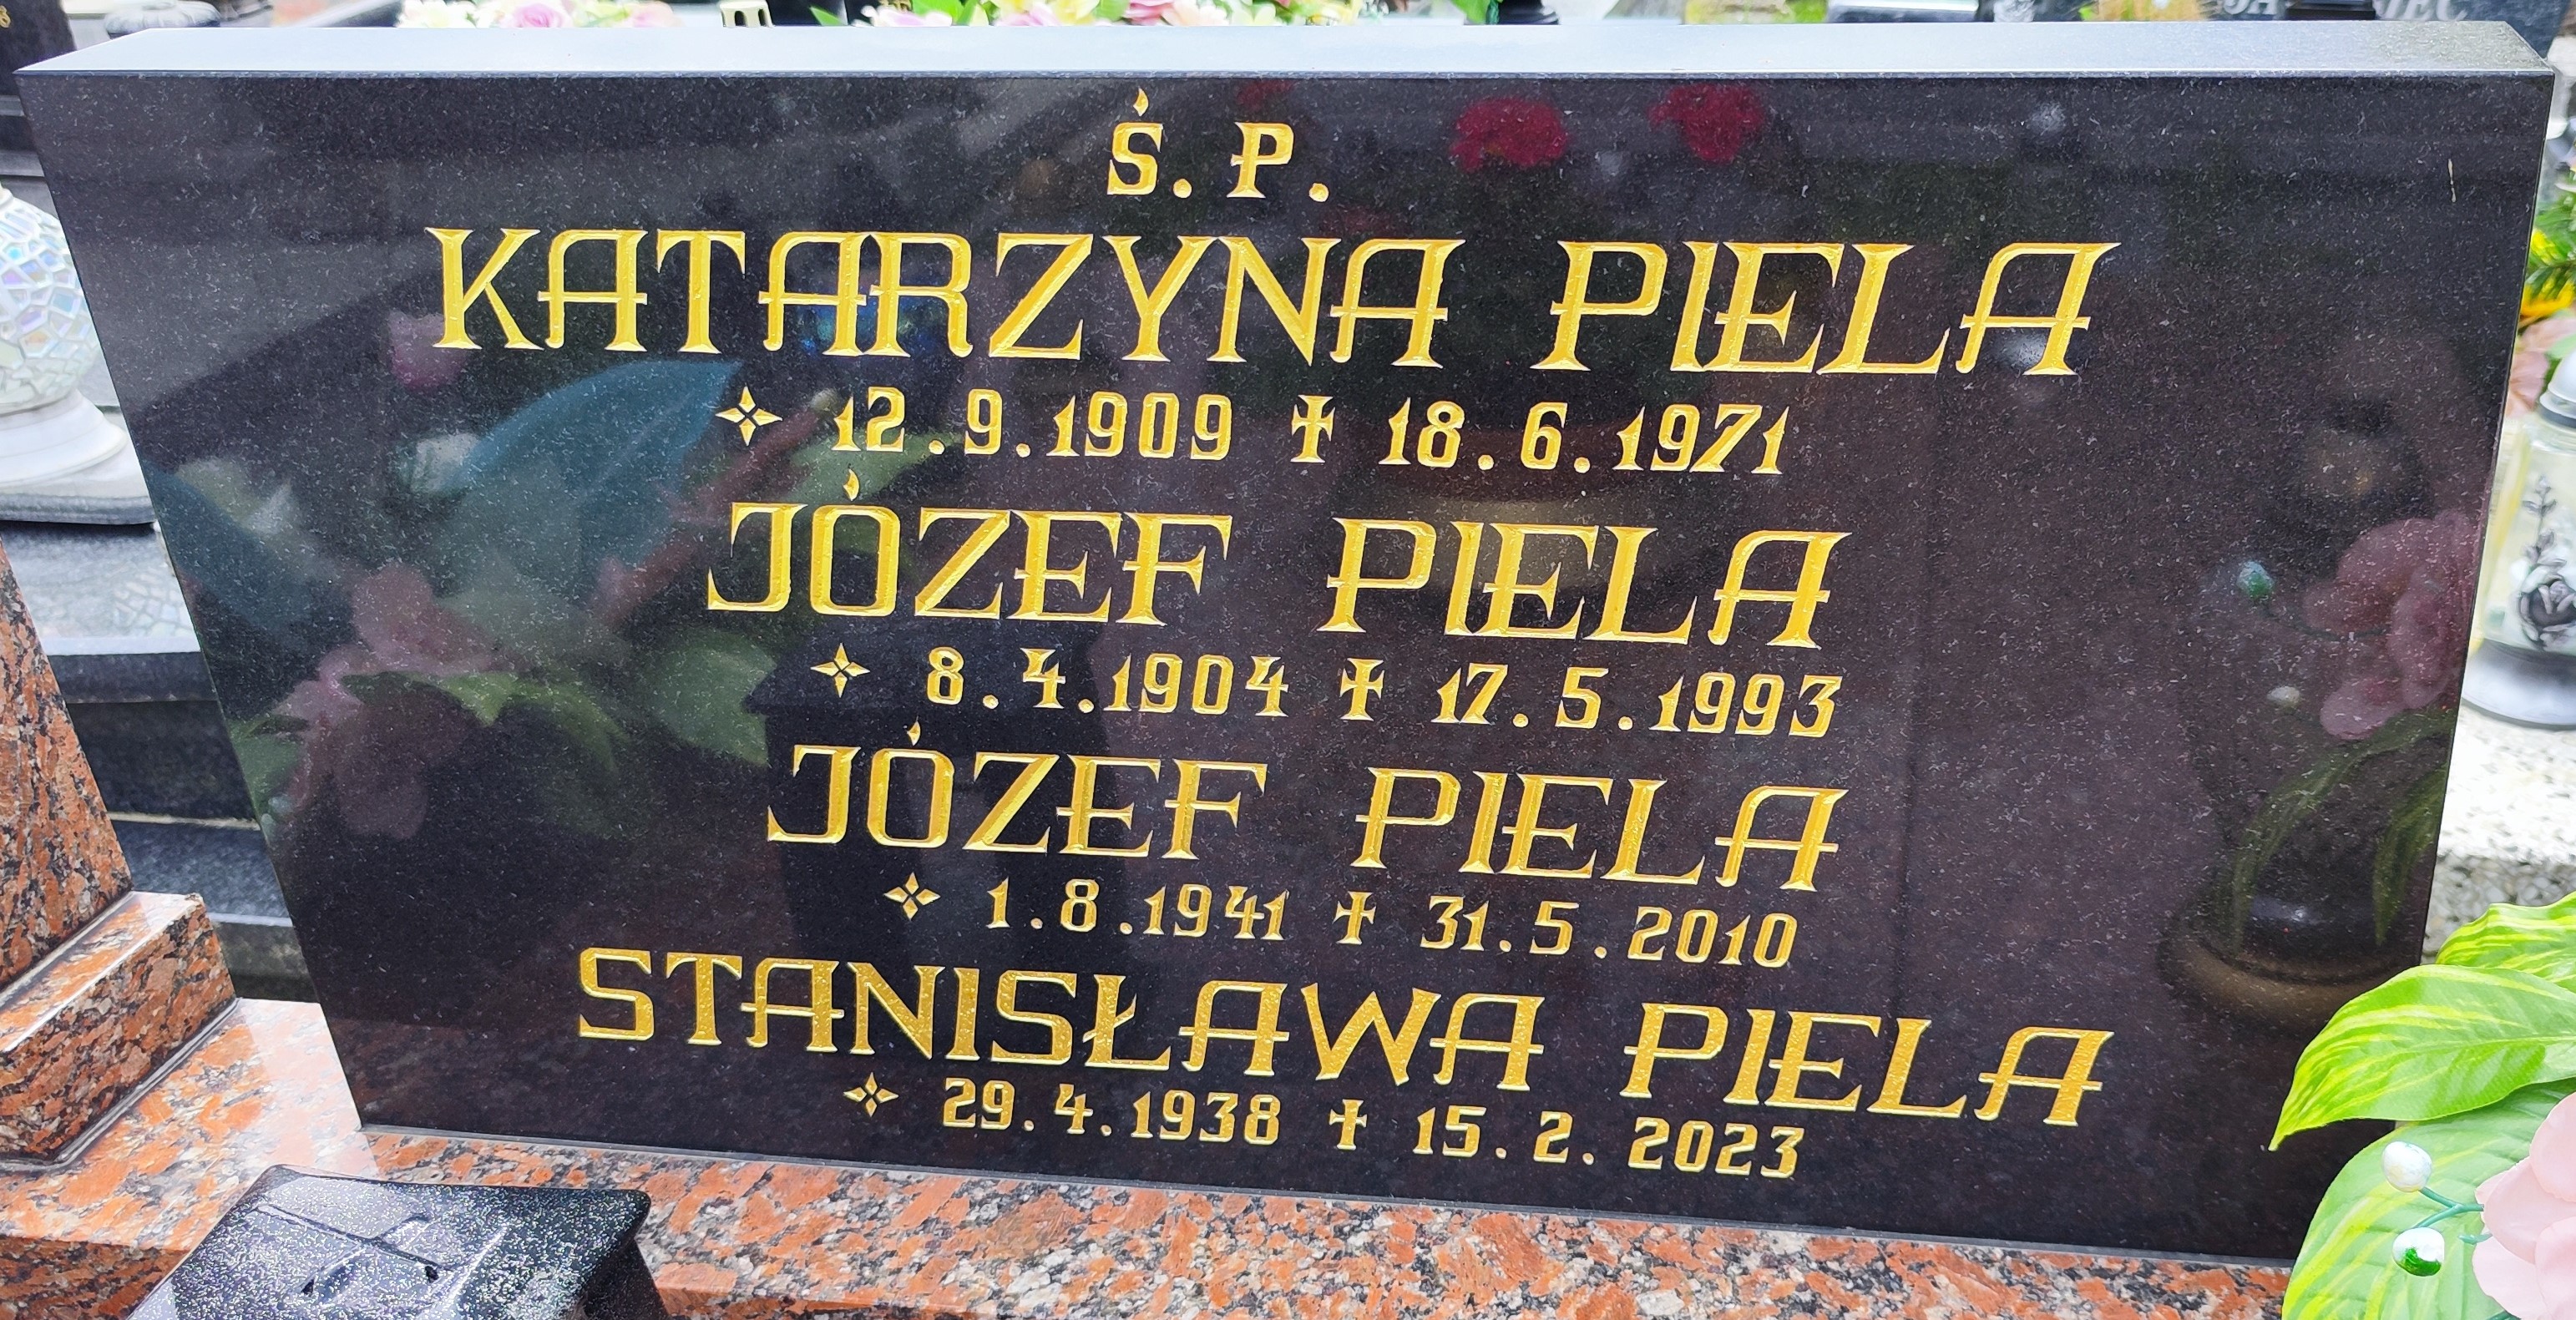 Ś. P.
KATARZYNA PIELA
✧ 12.9.1909 ✝ 18.6.1971
JÓZEF PIELA
✧ 8.4.1904 ✝ 17.5.1993
JÓZEF PIELA
✧ 1.8.1941 ✝ 31.5.2010
STANISŁAWA PIELA
✧ 29.4.1938 ✝ 15.2.2023